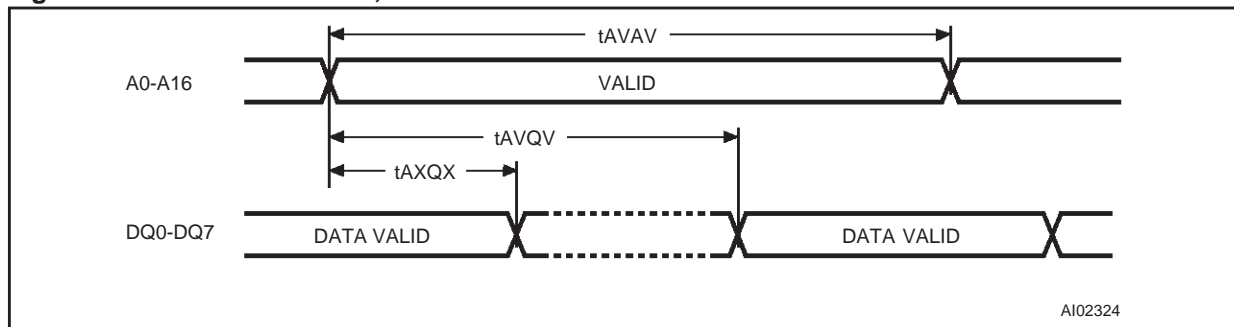 tAVAV
A0-A16 VALID
tAVQV
tAXQX
DQ0-DQ7 DATA VALID DATA VALID
AI02324